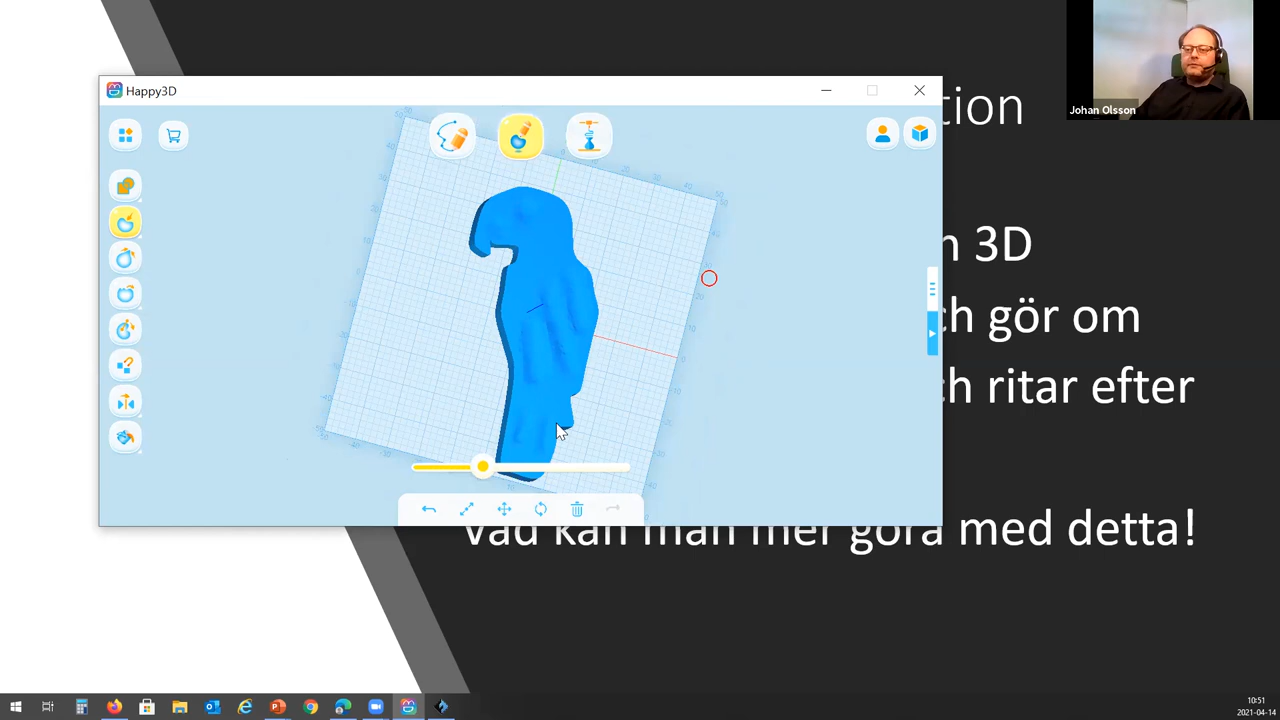 Happy3D
Johan Olsson
tion
n 3D
ch gör om
ch ritar efter
Vad kan man mer göra med detta!
10:51
2021-04-14